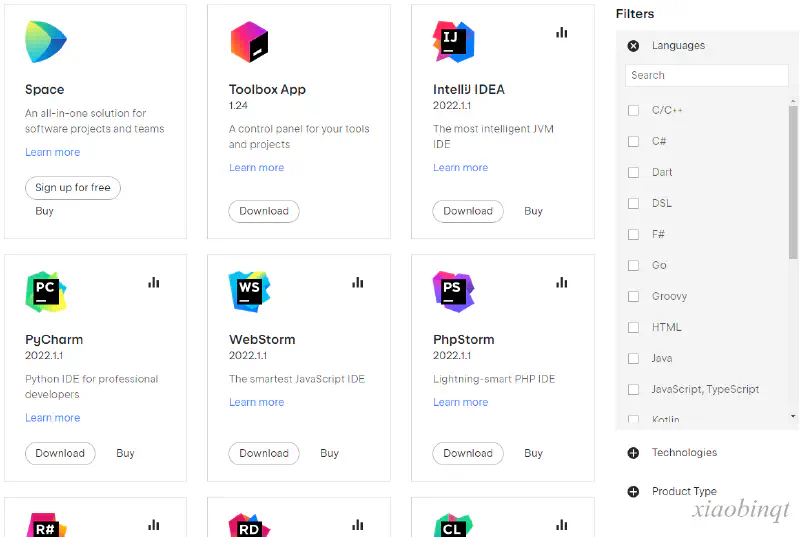 Space
An all-in-one solution for
software projects and teams
Learn more
Sign up for free
Buy
Toolbox App
1.24
A control panel for your tools
and projects
Learn more
Download
IJ
IntelliJ IDEA
2022.1.1
The most intelligent JVM
IDE
Learn more
Download
Buy
PC
PyCharm
2022.1.1
Python IDE for professional
developers
Learn more
Download
Buy
WS
WebStorm
2022.1.1
The smartest JavaScript IDE
Learn more
Download
Buy
PS
PhpStorm
2022.1.1
Lightning-smart PHP IDE
Learn more
Download
Buy
R#
RD
CL
Filters
Languages
Search
C/C++
C#
Dart
DSL
F#
Go
Groovy
HTML
Java
JavaScript, TypeScript
Kotlin
Technologies
Product Type
xiaobinqt